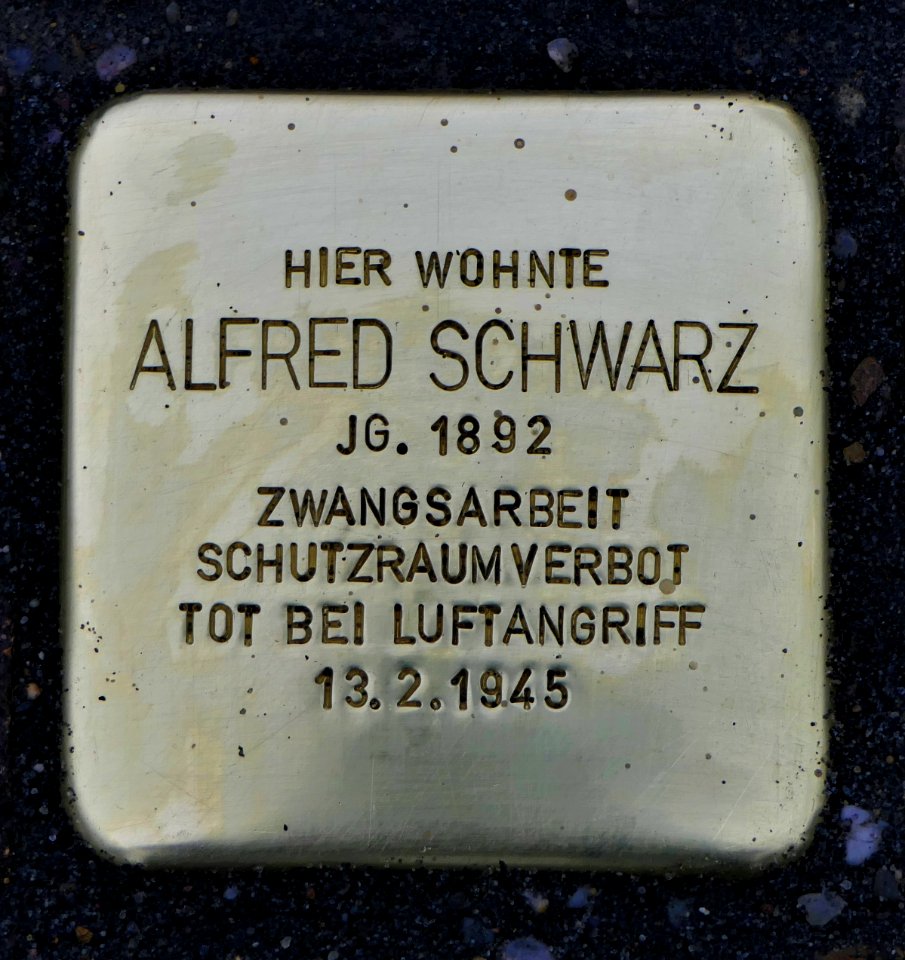 HIER WOHNTE
ALFRED SCHWARZ
JG. 1892
ZWANGSARBEIT
SCHUTZRAUMVERBOT
TOT BEI LUFTANGRIFF
13.2.1945